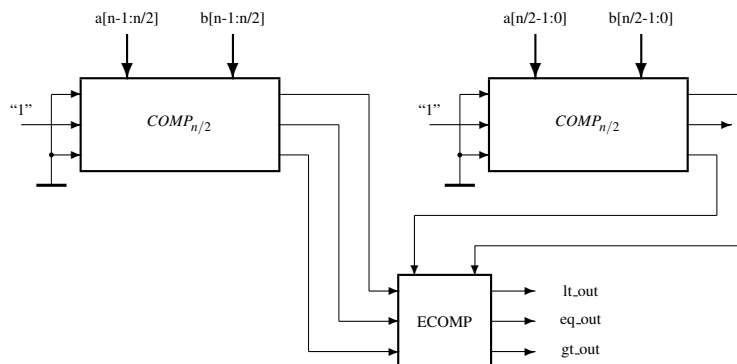 a[n-1:n/2] b[n-1:n/2] a[n/2-1:0] b[n/2-1:0]
“1” COMP_{n/2} “1” COMP_{n/2}
lt_out
ECOMP eq_out
gt_out